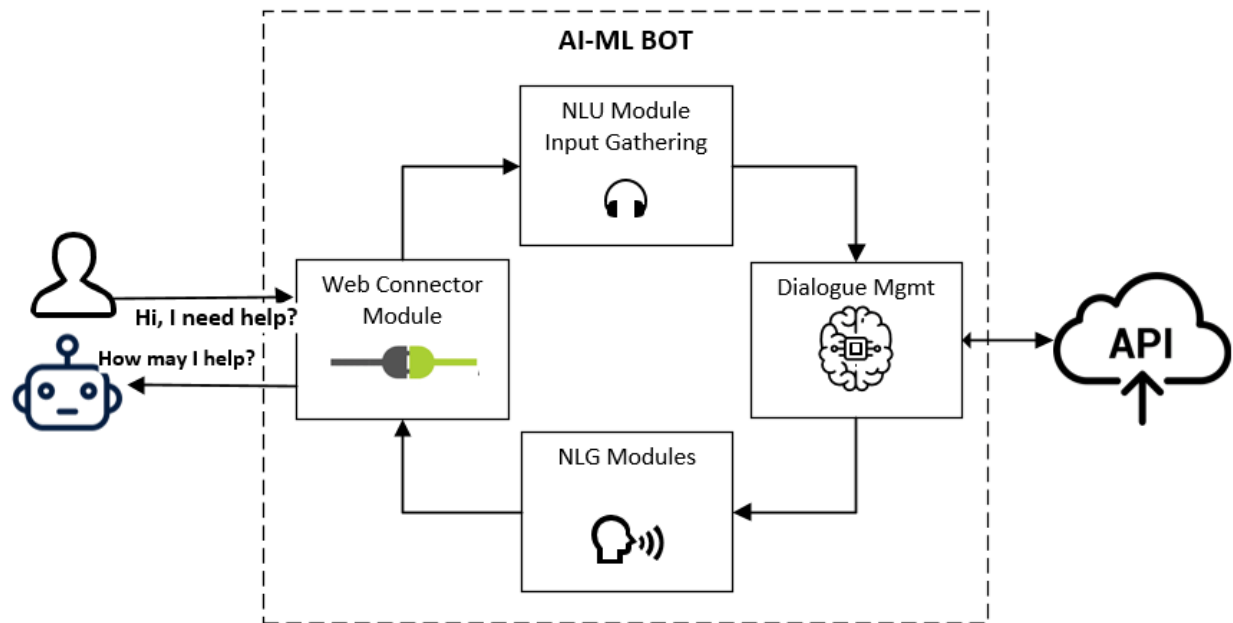 AI-ML BOT
NLU Module
Input Gathering
Web Connector
Module
Hi, I need help?
How may I help?
Dialogue Mgmt
API
NLG Modules